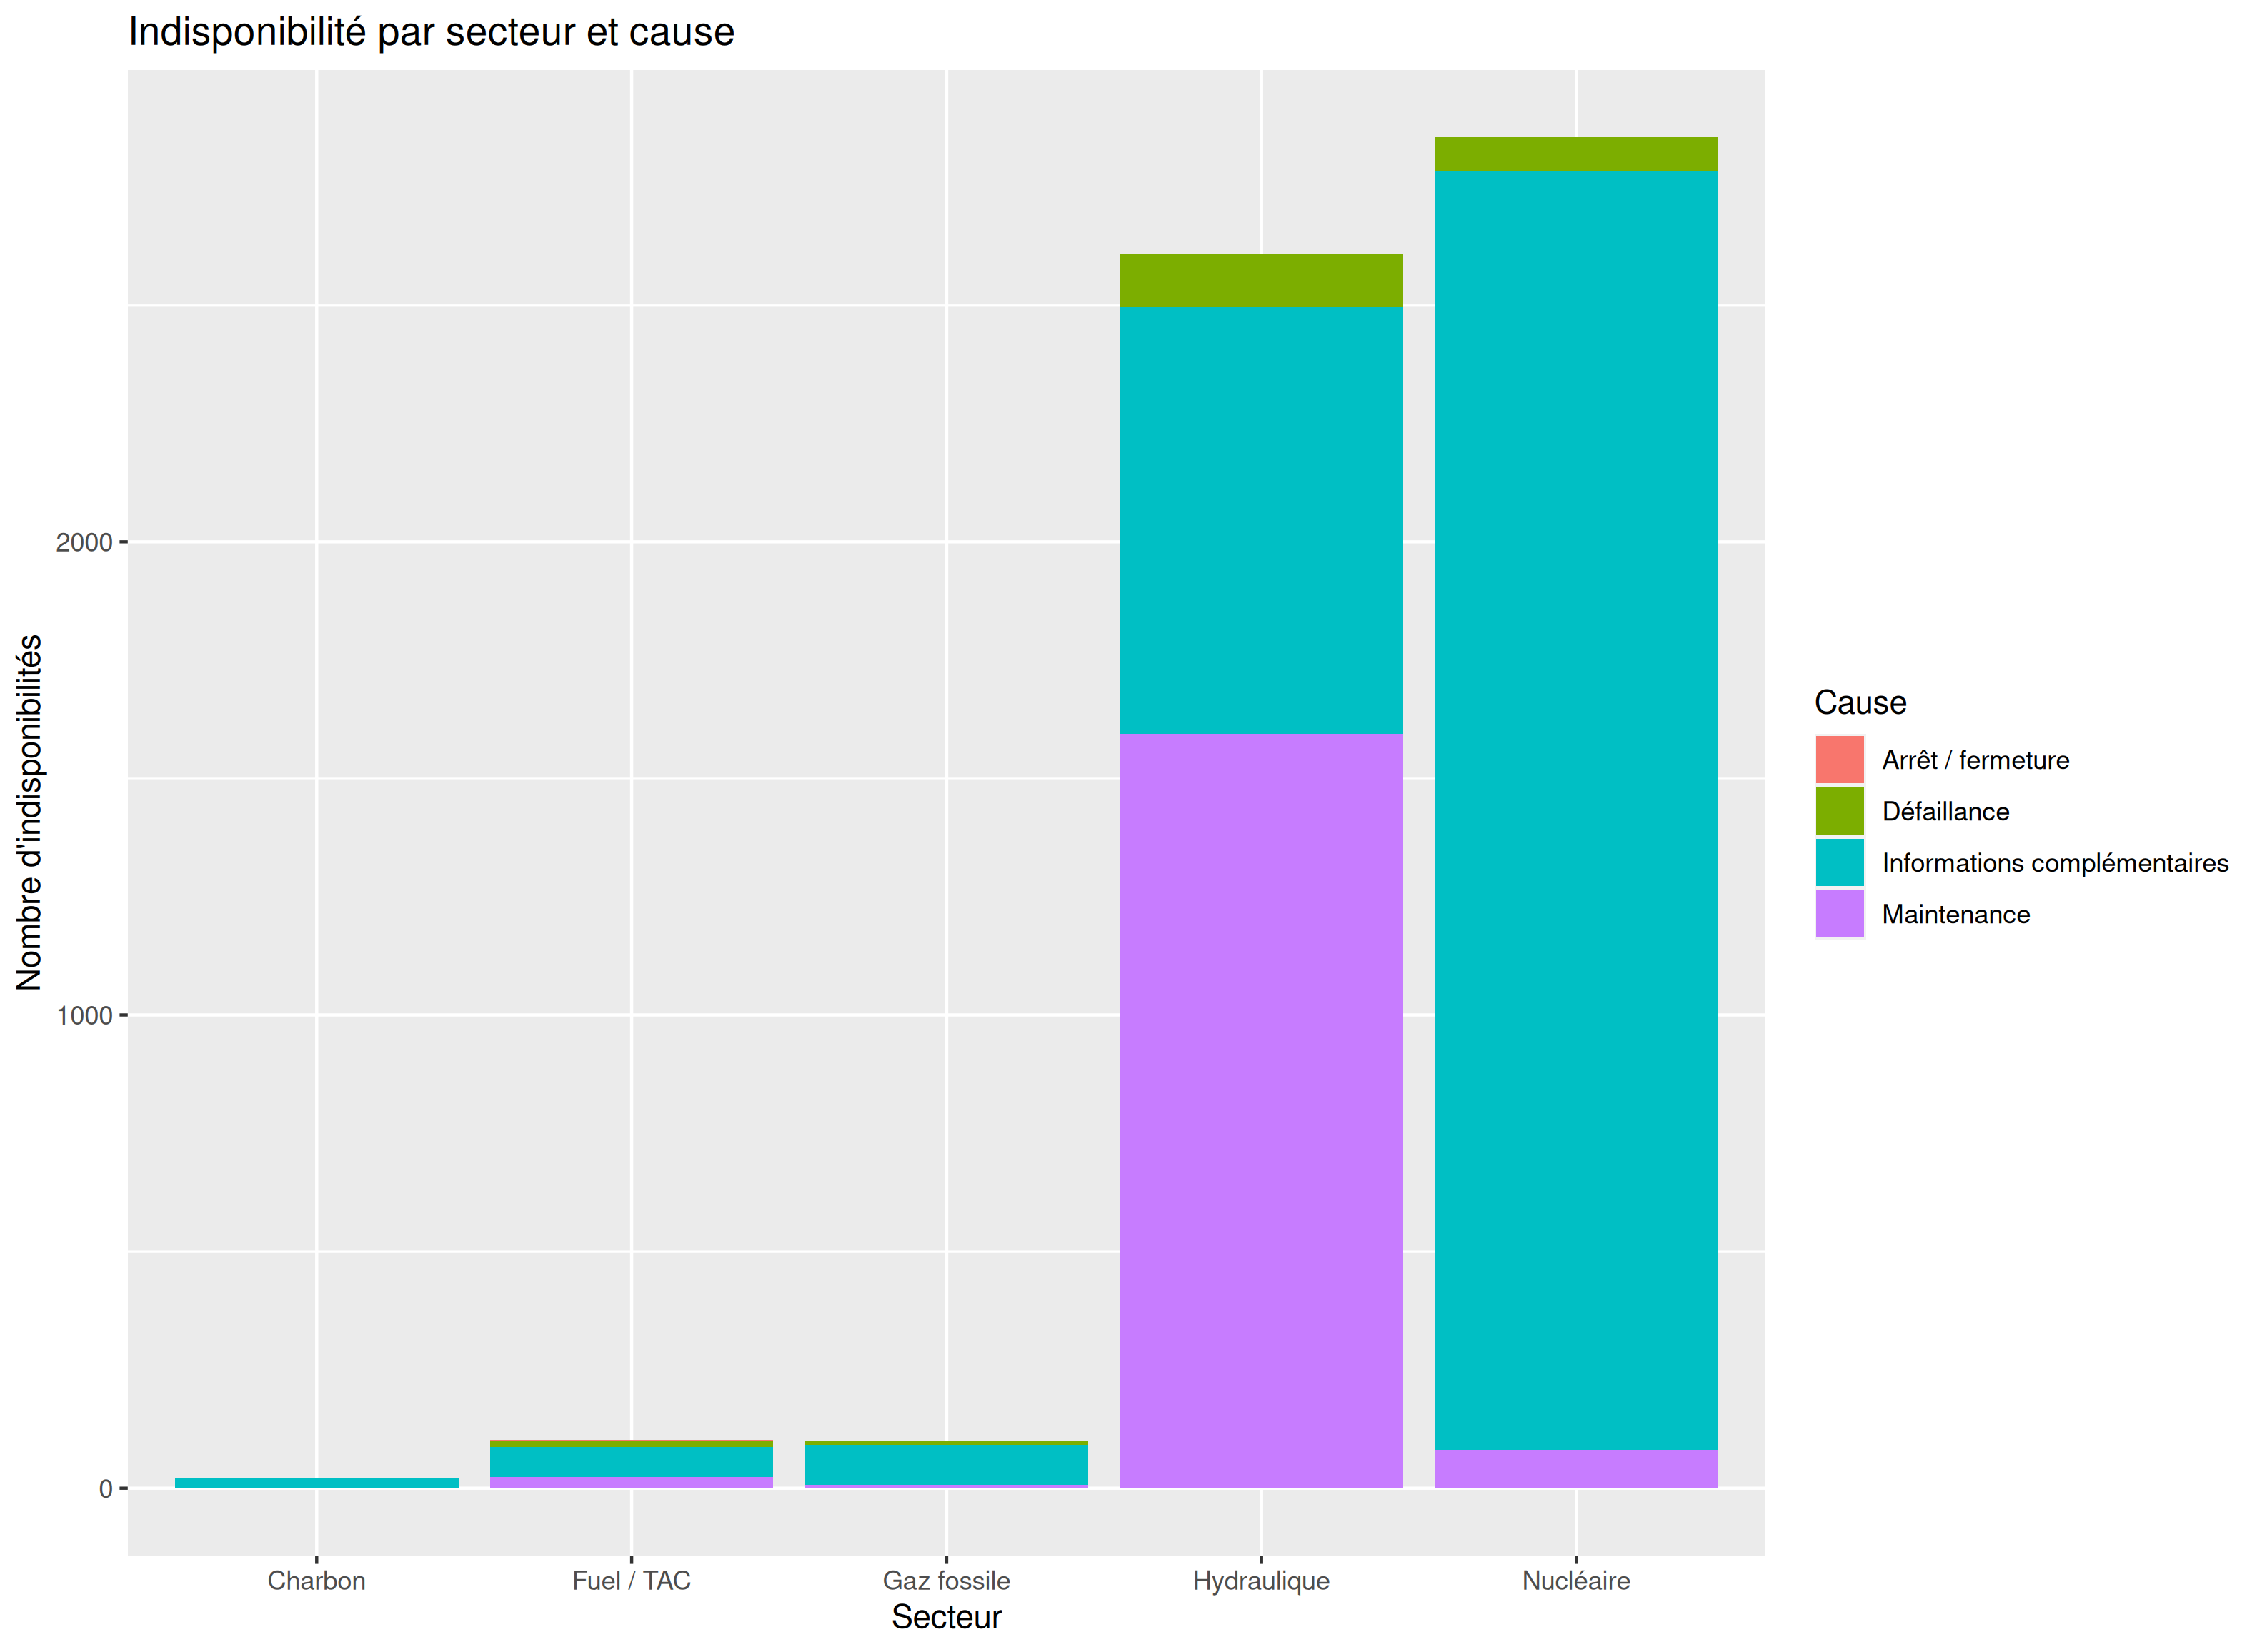 Indisponibilité par secteur et cause
Nombre d'indisponibilités
2000
1000
0
Charbon
Fuel / TAC
Gaz fossile
Hydraulique
Nucléaire
Secteur
Cause
Arrêt / fermeture
Défaillance
Informations complémentaires
Maintenance